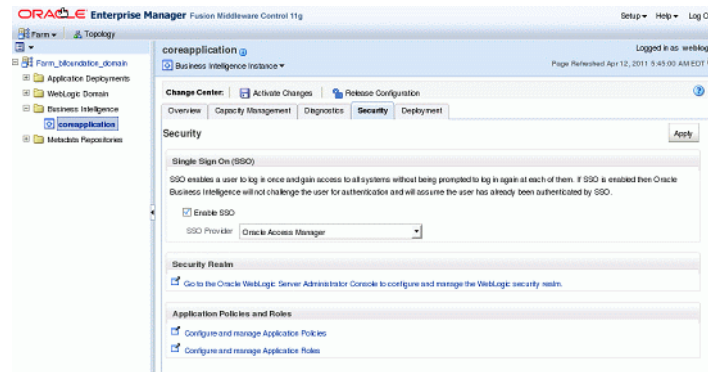 ORACLE Enterprise Manager Fusion Middleware Control 11g
Setup Help Log O
Farm Topology
coreapplication
Logged in as weblog
Business Intelligence Instance
Page Refreshed Apr 12, 2011 5:45:00 AM EDT
Farm_bifoundation_domain
Application Deployments
WebLogic Domain
Business Intelligence
coreapplication
Metadata Repositories
Change Center: Activate Changes Release Configuration
Overview Capacity Management Diagnostics Security Deployment
Security
Apply
Single Sign On (SSO)
SSO enables a user to log in once and gain access to all systems without being prompted to log in again at each of them. If SSO is enabled then Oracle
Business Intelligence will not challenge the user for authentication and will assume the user has already been authenticated by SSO.
Enable SSO
SSO Provider Oracle Access Manager
Security Realm
Go to the Oracle WebLogic Server Administrator Console to configure and manage the WebLogic security realm.
Application Policies and Roles
Configure and manage Application Policies
Configure and manage Application Roles